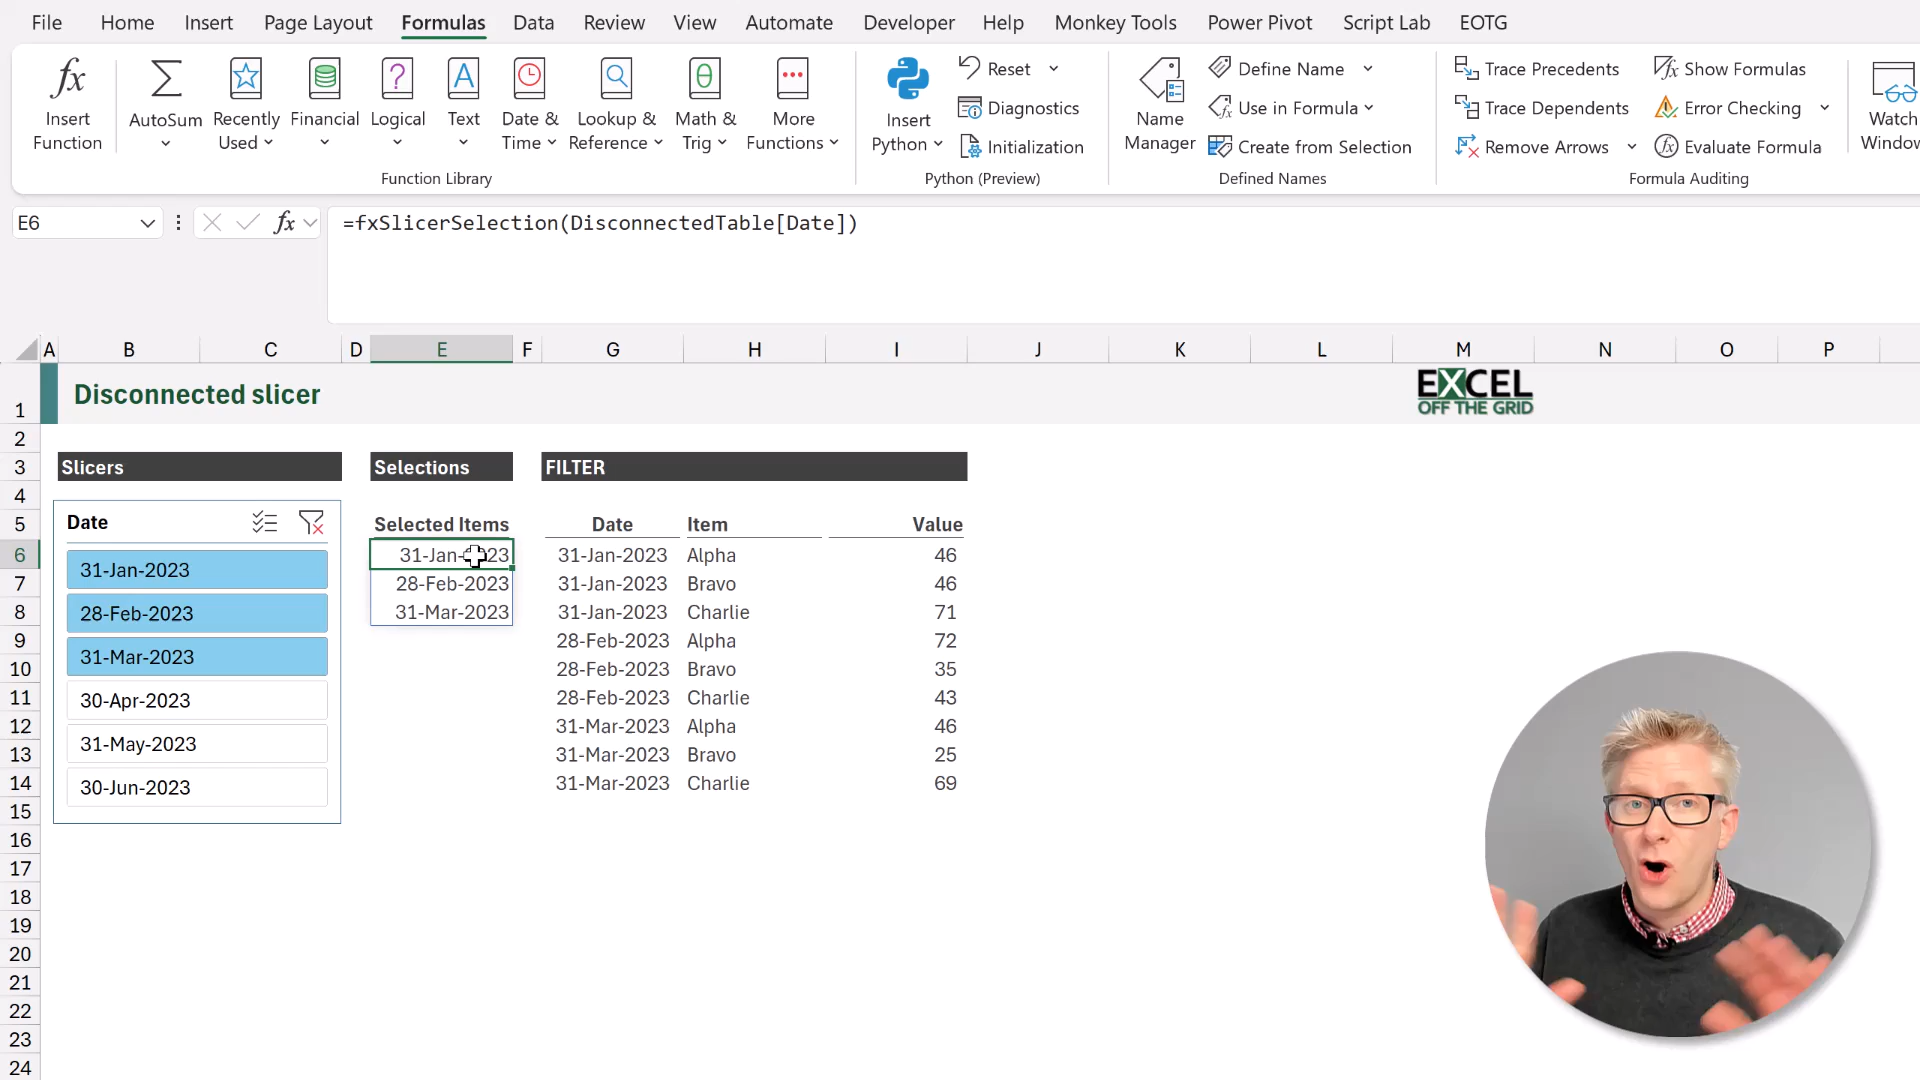 File Home Insert Page Layout Formulas Data Review View Automate Developer Help Monkey Tools Power Pivot Script Lab EOTG
fx
Insert
Function
AutoSum
Recently
Used
Financial
Logical
Text
Date &
Time
Lookup &
Reference
Math &
Trig
More
Functions
Function Library
Insert
Python
Reset
Diagnostics
Initialization
Python (Preview)
Name
Manager
Define Name
Use in Formula
Create from Selection
Defined Names
Trace Precedents
Trace Dependents
Remove Arrows
Show Formulas
Error Checking
Evaluate Formula
Formula Auditing
Watch
Window
E6 fx =fxSlicerSelection(DisconnectedTable[Date])
A B C D E F G H I J K L M N O P
1 Disconnected slicer
EXCEL
OFF THE GRID
2
3 Slicers Selections FILTER
4
5 Selected Items Date Item Value
6 31-Jan-2023 31-Jan-2023 Alpha 46
7 28-Feb-2023 31-Jan-2023 Bravo 46
8 31-Mar-2023 31-Jan-2023 Charlie 71
9 28-Feb-2023 Alpha 72
10 28-Feb-2023 Bravo 35
11 28-Feb-2023 Charlie 43
12 31-Mar-2023 Alpha 46
13 31-Mar-2023 Bravo 25
14 31-Mar-2023 Charlie 69
15
16
17
18
19
20
21
22
23
24
Date
31-Jan-2023
28-Feb-2023
31-Mar-2023
30-Apr-2023
31-May-2023
30-Jun-2023